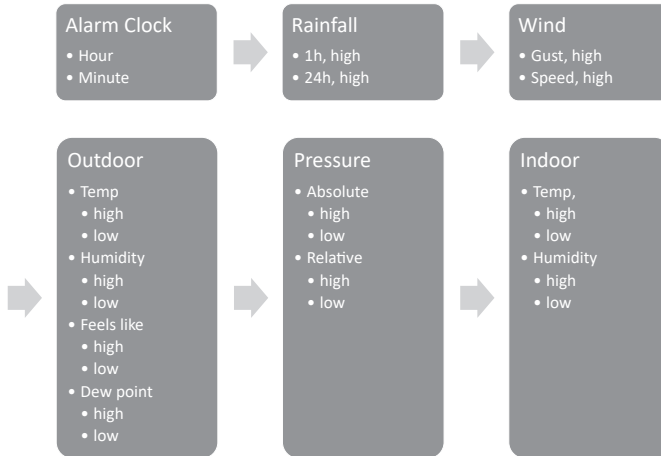 Alarm Clock
• Hour
• Minute
Rainfall
• 1h, high
• 24h, high
Wind
• Gust, high
• Speed, high
Outdoor
• Temp
• high
• low
• Humidity
• high
• low
• Feels like
• high
• low
• Dew point
• high
• low
Pressure
• Absolute
• high
• low
• Relative
• high
• low
Indoor
• Temp,
• high
• low
• Humidity
• high
• low